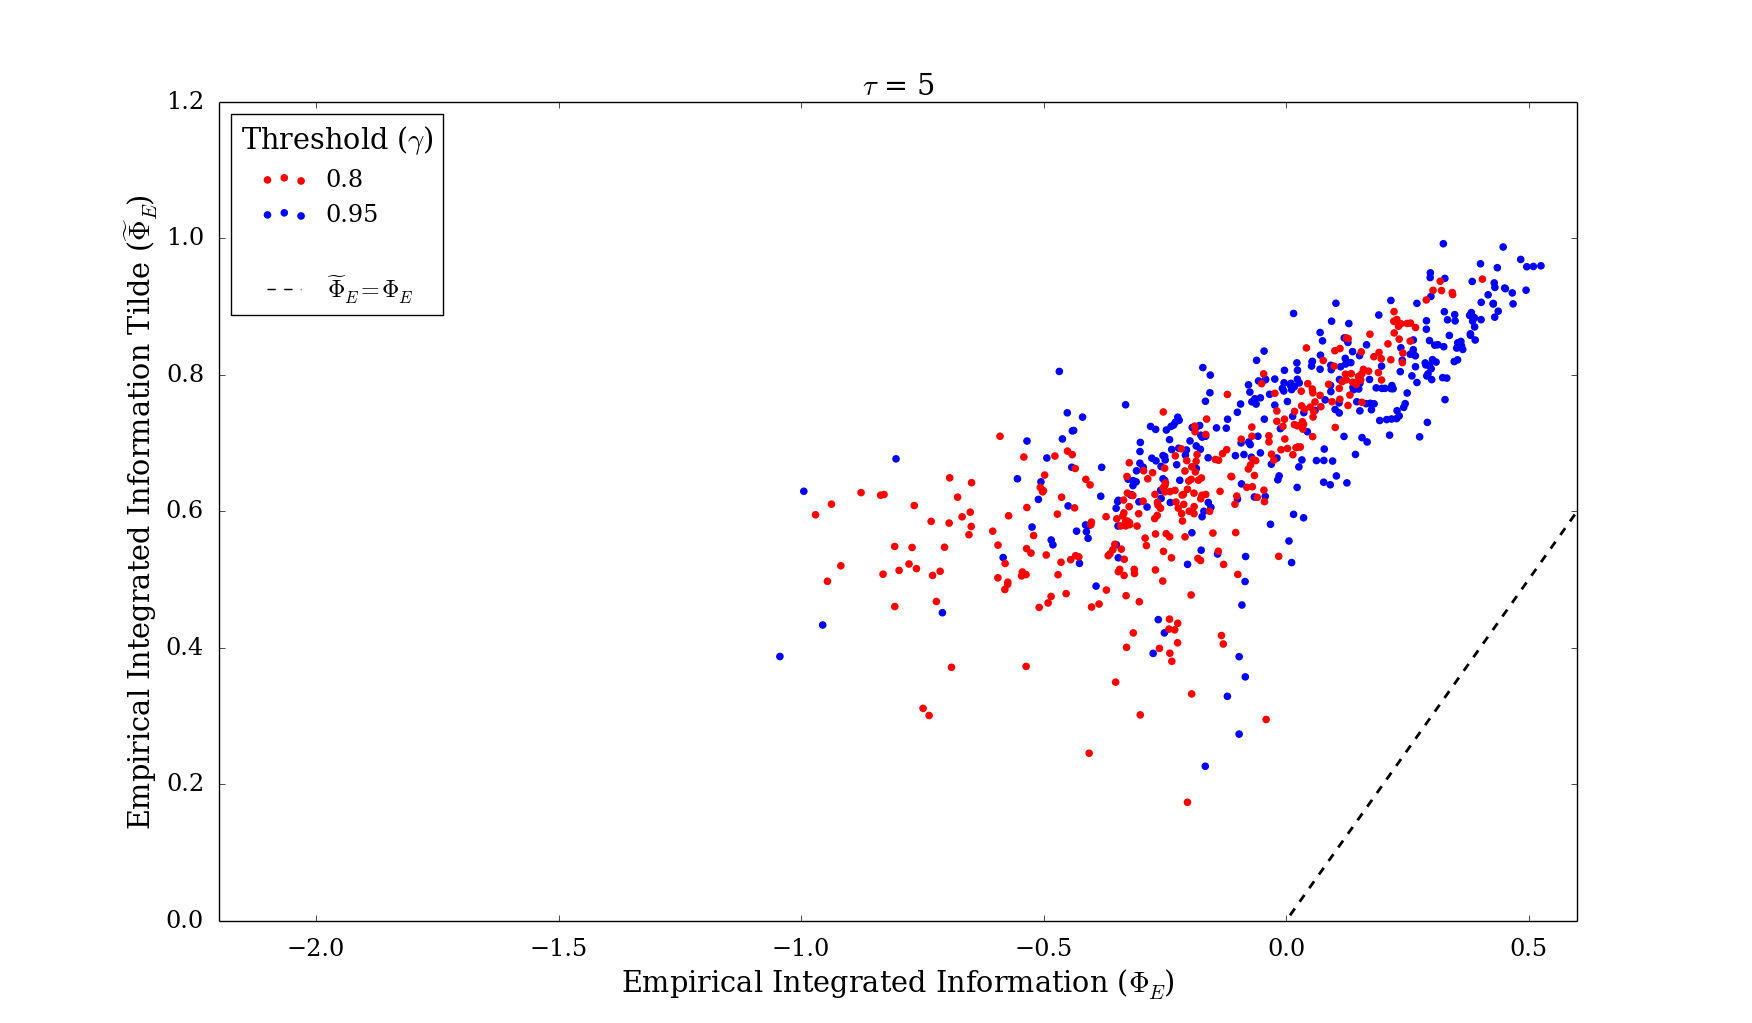 τ = 5
Threshold (γ)
0.8
0.95
Φ̃_E = Φ_E
Empirical Integrated Information Tilde (Φ̃_E)
1.2
1.0
0.8
0.6
0.4
0.2
0.0
−2.0 −1.5 −1.0 −0.5 0.0 0.5
Empirical Integrated Information (Φ_E)